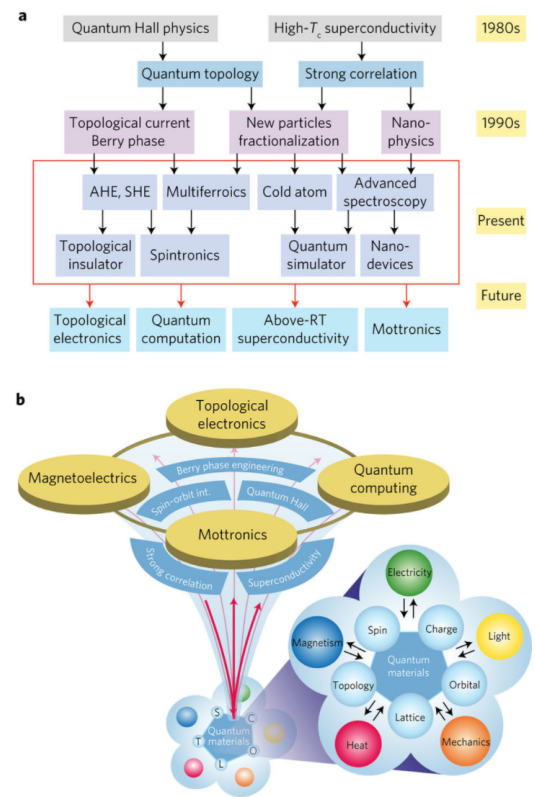 a
Quantum Hall physics
High-Tc superconductivity
1980s
Quantum topology
Strong correlation
Topological current
Berry phase
New particles
fractionalization
Nano-
physics
1990s
AHE, SHE
Multiferroics
Cold atom
Advanced
spectroscopy
Present
Topological
insulator
Spintronics
Quantum
simulator
Nano-
devices
Future
Topological
electronics
Quantum
computation
Above-RT
superconductivity
Mottronics
b
Topological
electronics
Magnetoelectrics
Berry phase engineering
Quantum
computing
Spin-orbit int.
Quantum Hall
Mottronics
Strong correlation
Superconductivity
Electricity
Spin
Charge
Magnetism
Light
Quantum
materials
Topology
Orbital
Lattice
Heat
Mechanics
S
C
Quantum
materials
T
O
L